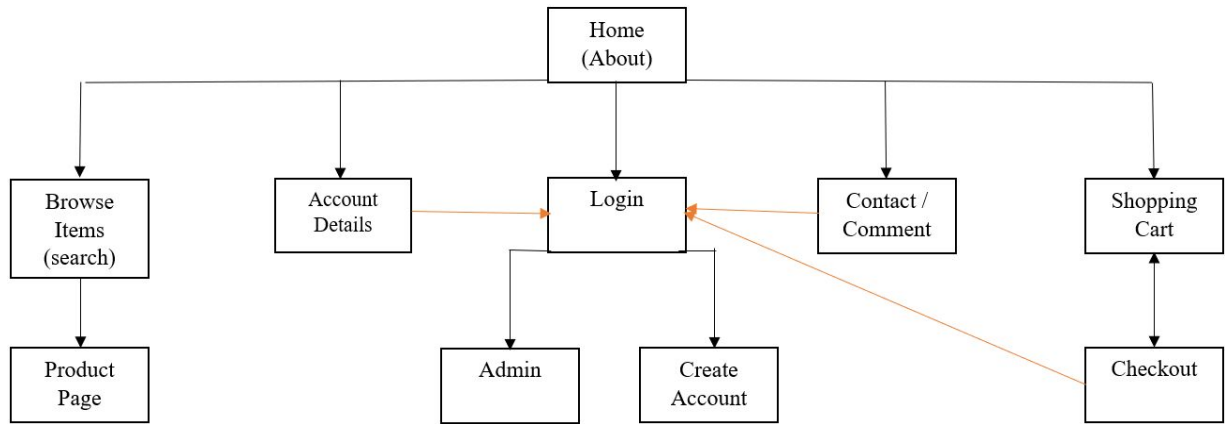 Home
(About)
Browse
Items
(search)
Account
Details
Login
Contact /
Comment
Shopping
Cart
Product
Page
Admin
Create
Account
Checkout